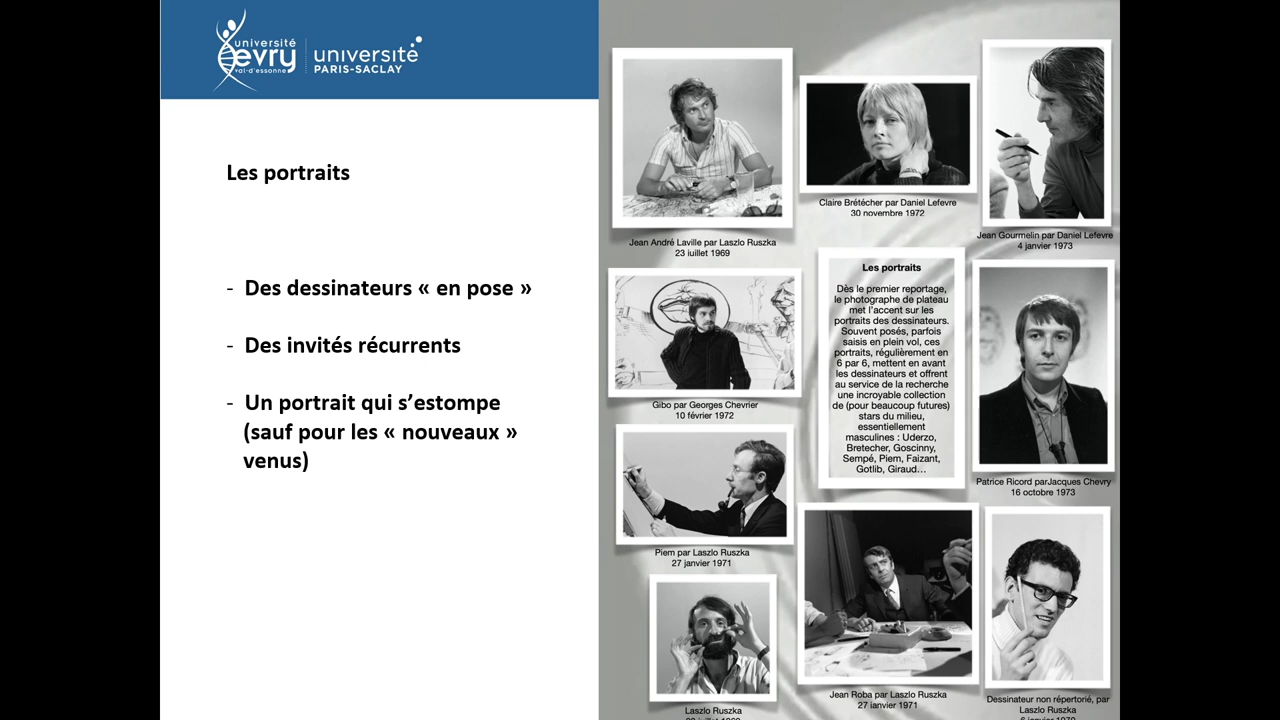 université
evry
val-d'essonne
université
PARIS-SACLAY
Les portraits
- Des dessinateurs « en pose »
- Des invités récurrents
- Un portrait qui s'estompe
(sauf pour les « nouveaux »
venus)
Jean André Laville par Laszlo Ruszka
23 juillet 1969
Claire Brétécher par Daniel Lefevre
30 novembre 1972
Jean Gourmelin par Daniel Lefevre
4 janvier 1973
Gibo par Georges Chevrier
10 février 1972
Les portraits
Dès le premier reportage,
le photographe de plateau
met l'accent sur les
portraits des dessinateurs.
Souvent posés, parfois
saisis en plein vol, ces
portraits, régulièrement en
6 par 6, mettent en avant
les dessinateurs et offrent
au service de la recherche
une incroyable collection
de (pour beaucoup futures)
stars du milieu,
essentiellement
masculines : Uderzo,
Bretecher, Goscinny,
Sempé, Piem, Faizant,
Gotlib, Giraud…
Patrice Ricord parJacques Chevry
16 octobre 1973
Piem par Laszlo Ruszka
27 janvier 1971
Laszlo Ruszka
Jean Roba par Laszlo Ruszka
27 janvier 1971
Dessinateur non répertorié, par
Laszlo Ruszka